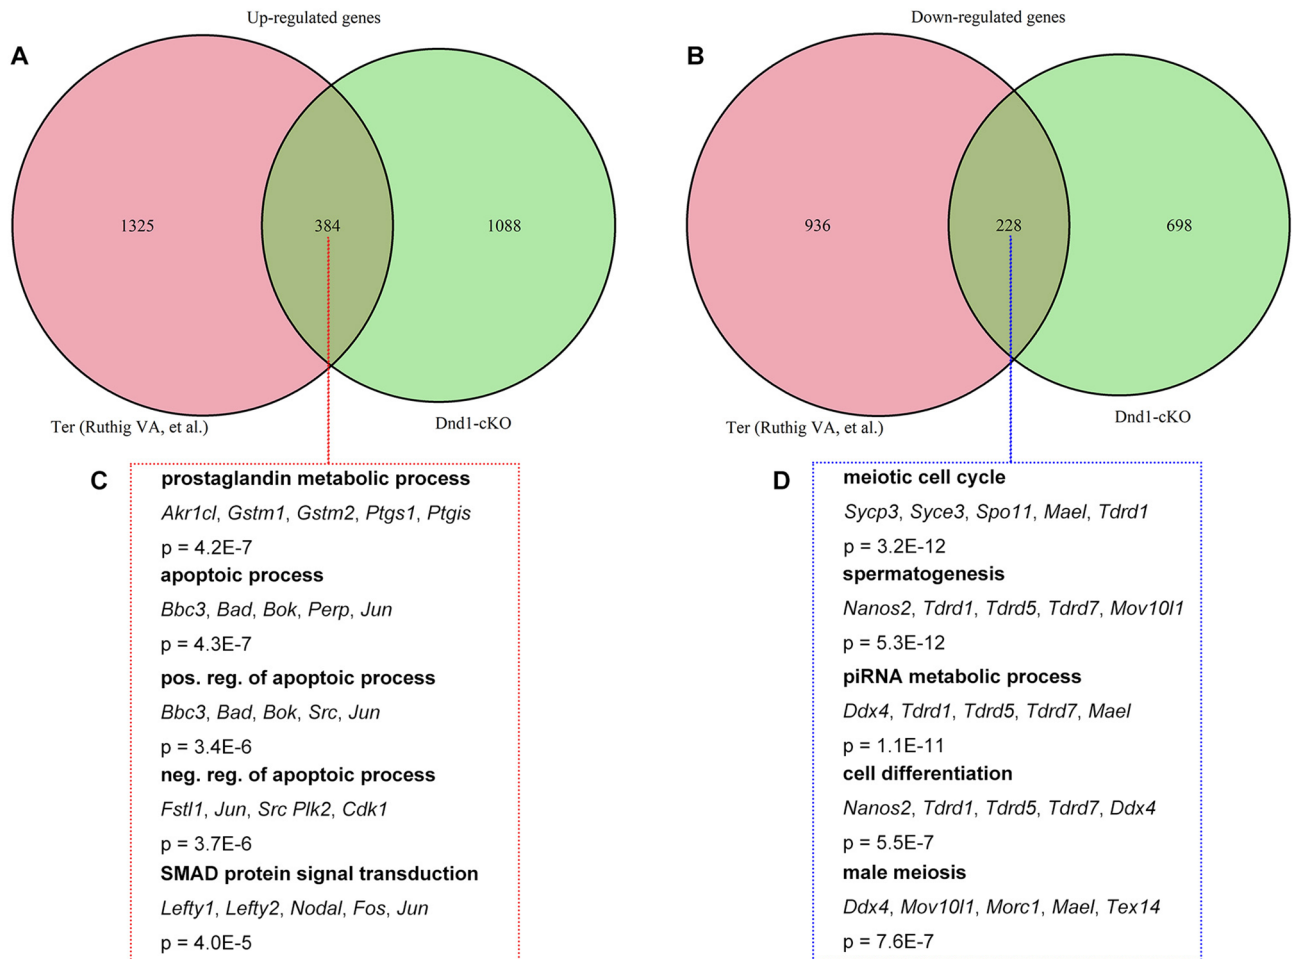 Up-regulated genes
A
1325
384
1088
Ter (Ruthig VA, et al.)
Dnd1-cKO
Down-regulated genes
B
936
228
698
Ter (Ruthig VA, et al.)
Dnd1-cKO
C
prostaglandin metabolic process
Akr1cl, Gstm1, Gstm2, Ptgs1, Ptgis
p = 4.2E-7
apoptoic process
Bbc3, Bad, Bok, Perp, Jun
p = 4.3E-7
pos. reg. of apoptoic process
Bbc3, Bad, Bok, Src, Jun
p = 3.4E-6
neg. reg. of apoptoic process
Fstl1, Jun, Src Plk2, Cdk1
p = 3.7E-6
SMAD protein signal transduction
Lefty1, Lefty2, Nodal, Fos, Jun
p = 4.0E-5
D
meiotic cell cycle
Sycp3, Syce3, Spo11, Mael, Tdrd1
p = 3.2E-12
spermatogenesis
Nanos2, Tdrd1, Tdrd5, Tdrd7, Mov10l1
p = 5.3E-12
piRNA metabolic process
Ddx4, Tdrd1, Tdrd5, Tdrd7, Mael
p = 1.1E-11
cell differentiation
Nanos2, Tdrd1, Tdrd5, Tdrd7, Ddx4
p = 5.5E-7
male meiosis
Ddx4, Mov10l1, Morc1, Mael, Tex14
p = 7.6E-7